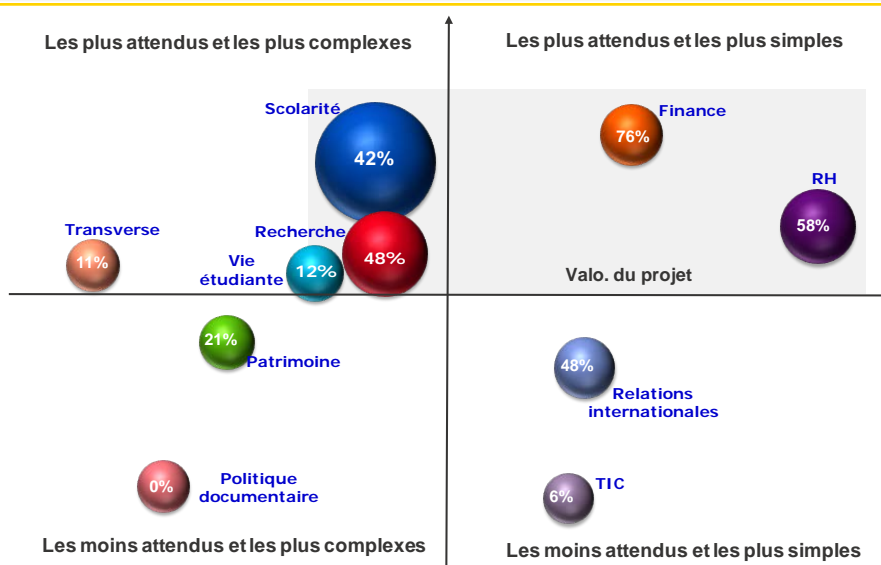 Les plus attendus et les plus complexes
Les plus attendus et les plus simples
Scolarité
42%
Finance
76%
RH
58%
Transverse
11%
Recherche
48%
Vie
étudiante
12%
Valo. du projet
21%
Patrimoine
48%
Relations
internationales
0%
Politique
documentaire
TIC
6%
Les moins attendus et les plus complexes
Les moins attendus et les plus simples